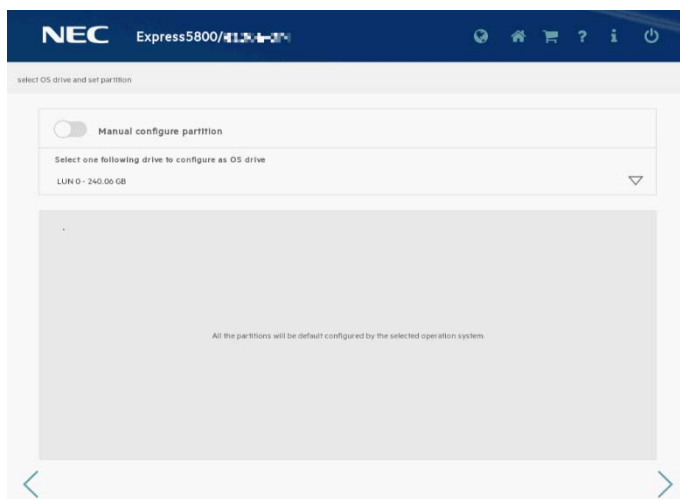 NEC Express5800/
select OS drive and set partition
Manual configure partition
Select one following drive to configure as OS drive
LUN 0 - 240.06 GB
All the partitions will be default configured by the selected operation system.